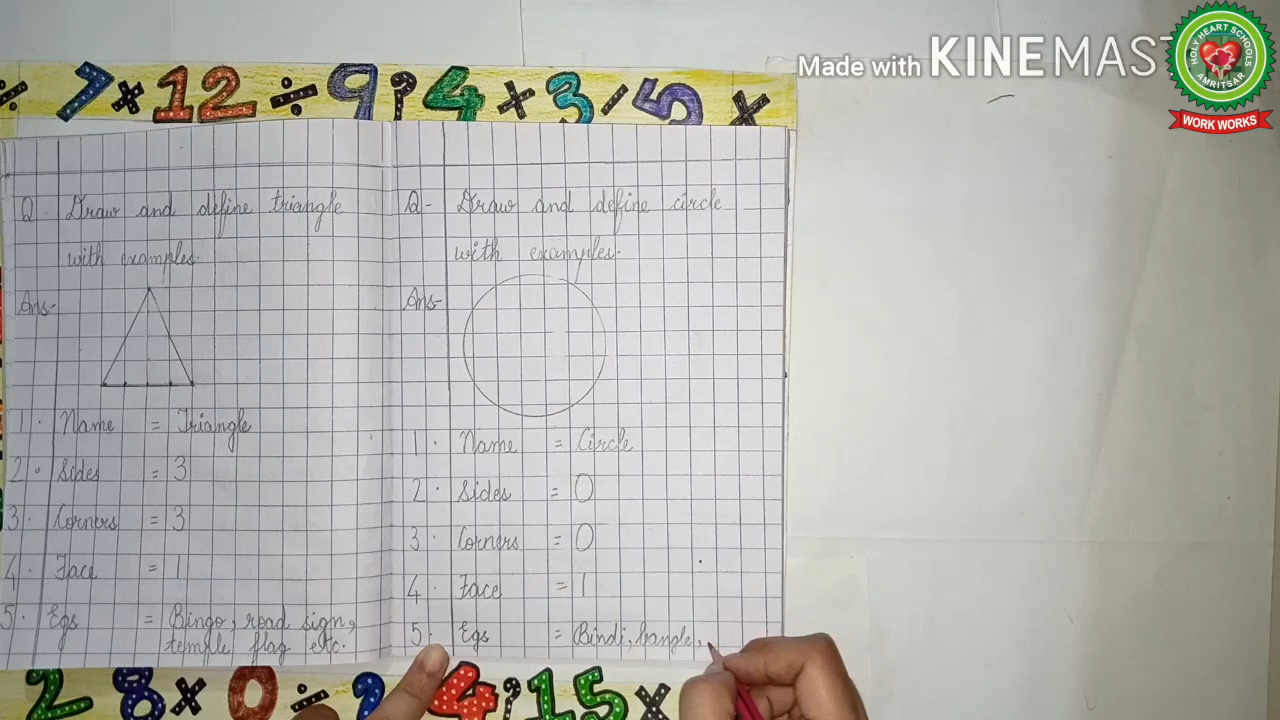 Made with KINEMAS
HOLY HEART SCHOOLS
AMRITSAR
WORK WORKS
÷ 7 × 12 ÷ 9 ? 4 + 3 - 5 ×
Q - Draw and define triangle
with examples.
Ans-
1. Name = Triangle
2. Sides = 3
3. Corners = 3
4. Face = 1
5. Egs = Bingo, road sign,
temple flag etc.
Q- Draw and define circle
with examples.
Ans-
1. Name = Circle
2. Sides = 0
3. Corners = 0
4. Face = 1
5. Egs = Bindi, bangle,
2 8 × 0 ÷ 2 4 ? 15 ×